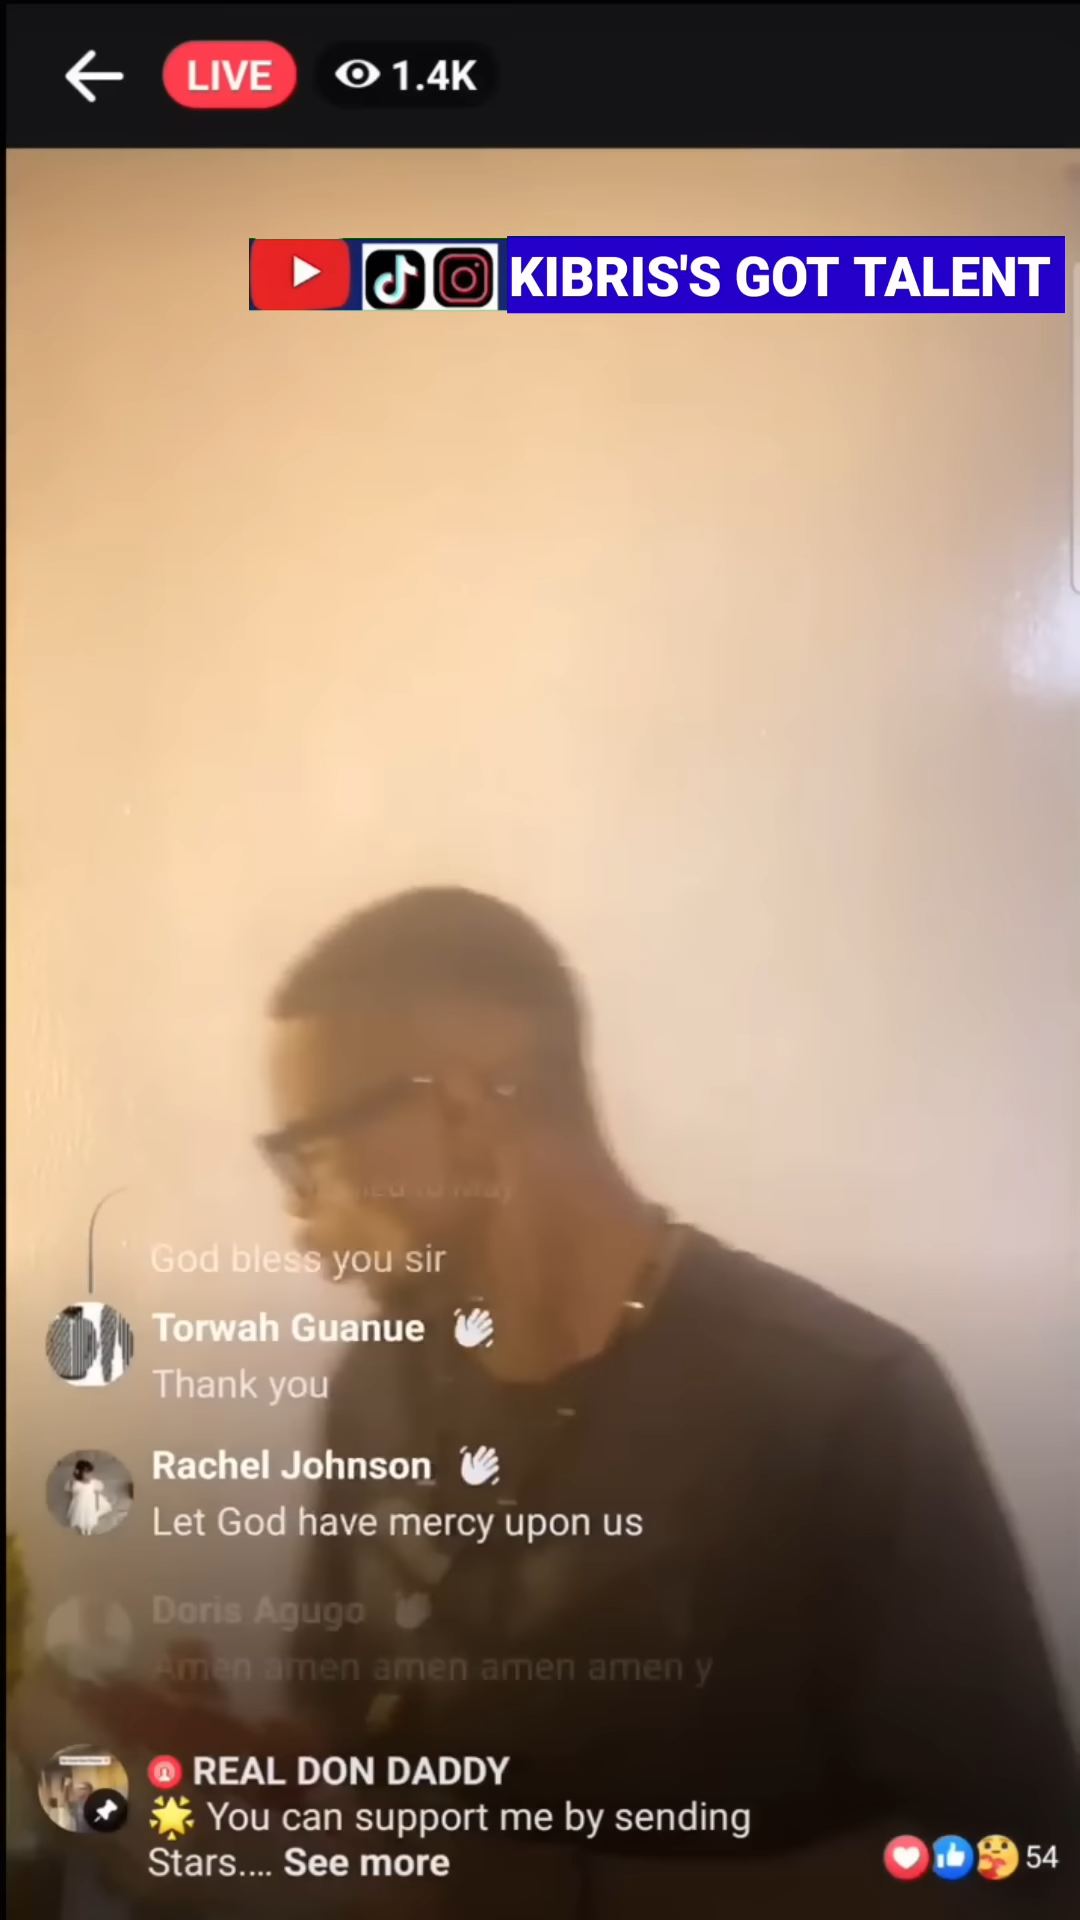 LIVE 1.4K
KIBRIS'S GOT TALENT
God bless you sir
Torwah Guanue
Thank you
Rachel Johnson
Let God have mercy upon us
Doris Agugo
Amen amen amen amen amen y
REAL DON DADDY
You can support me by sending
Stars.... See more
54